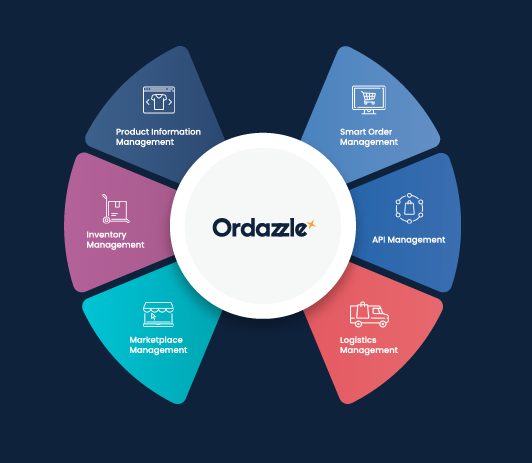 Product Information
Management
Smart Order
Management
Inventory
Management
Ordazzle
API Management
Marketplace
Management
Logistics
Management